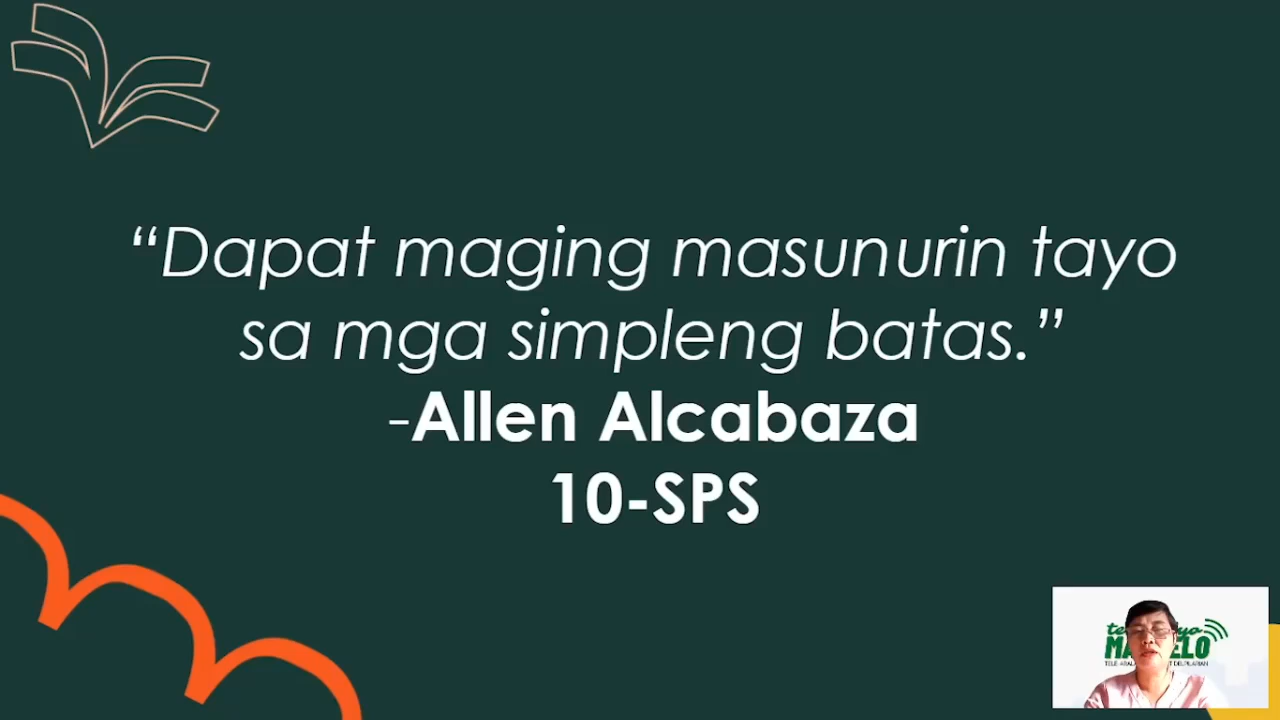 “Dapat maging masunurin tayo
sa mga simpleng batas.”
-Allen Alcabaza
10-SPS